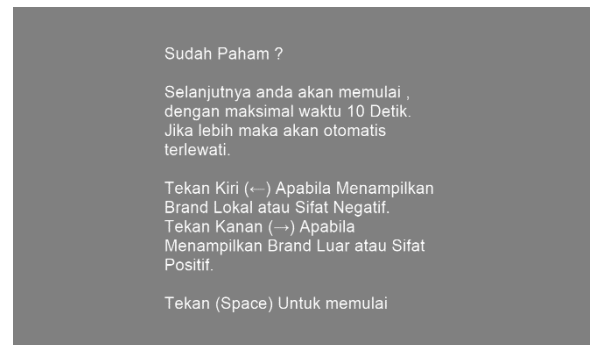 Sudah Paham ?
Selanjutnya anda akan memulai ,
dengan maksimal waktu 10 Detik.
Jika lebih maka akan otomatis
terlewati.
Tekan Kiri (←) Apabila Menampilkan
Brand Lokal atau Sifat Negatif.
Tekan Kanan (→) Apabila
Menampilkan Brand Luar atau Sifat
Positif.
Tekan (Space) Untuk memulai